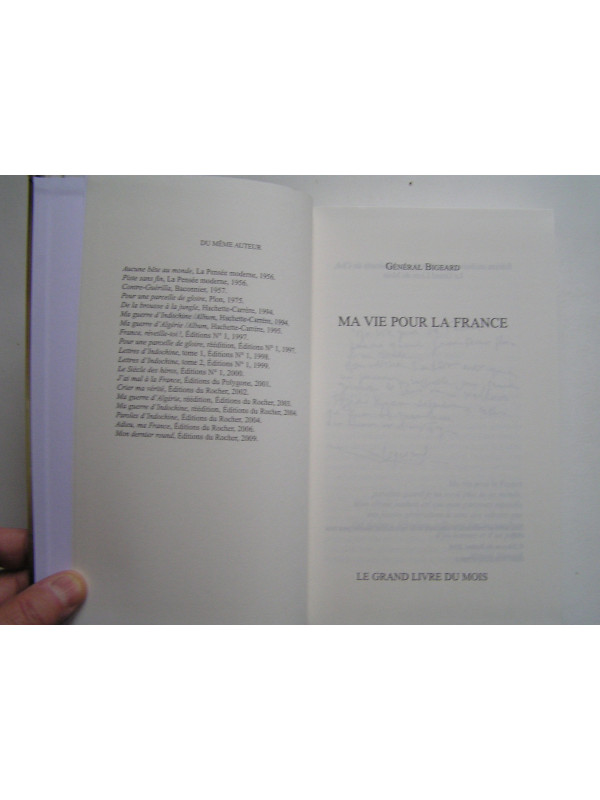 DU MÊME AUTEUR
Aucune bête au monde, La Pensée moderne, 1956.
Piste sans fin, La Pensée moderne, 1956.
Contre-Guérilla, Baconnier, 1957.
Pour une parcelle de gloire, Plon, 1975.
De la brousse à la jungle, Hachette-Carrère, 1994.
Ma guerre d'Indochine (Album, Hachette-Carrère, 1994.
Ma guerre d'Algérie (Album, Hachette-Carrère, 1995.
France, réveille-toi !, Éditions N° 1, 1997.
Pour une parcelle de gloire, réédition, Éditions N° 1, 1997.
Lettres d'Indochine, tome 1, Éditions N° 1, 1998.
Lettres d'Indochine, tome 2, Éditions N° 1, 1999.
Le Siècle des héros, Éditions N° 1, 2000.
J'ai mal à la France, Éditions du Polygone, 2001.
Crier ma vérité, Éditions du Rocher, 2002.
Ma guerre d'Algérie, réédition, Éditions du Rocher, 2003.
Ma guerre d'Indochine, réédition, Éditions du Rocher, 2004.
Paroles d'Indochine, Éditions du Rocher, 2004.
Adieu, ma France, Éditions du Rocher, 2006.
Mon dernier round, Éditions du Rocher, 2009.
GÉNÉRAL BIGEARD
MA VIE POUR LA FRANCE
LE GRAND LIVRE DU MOIS